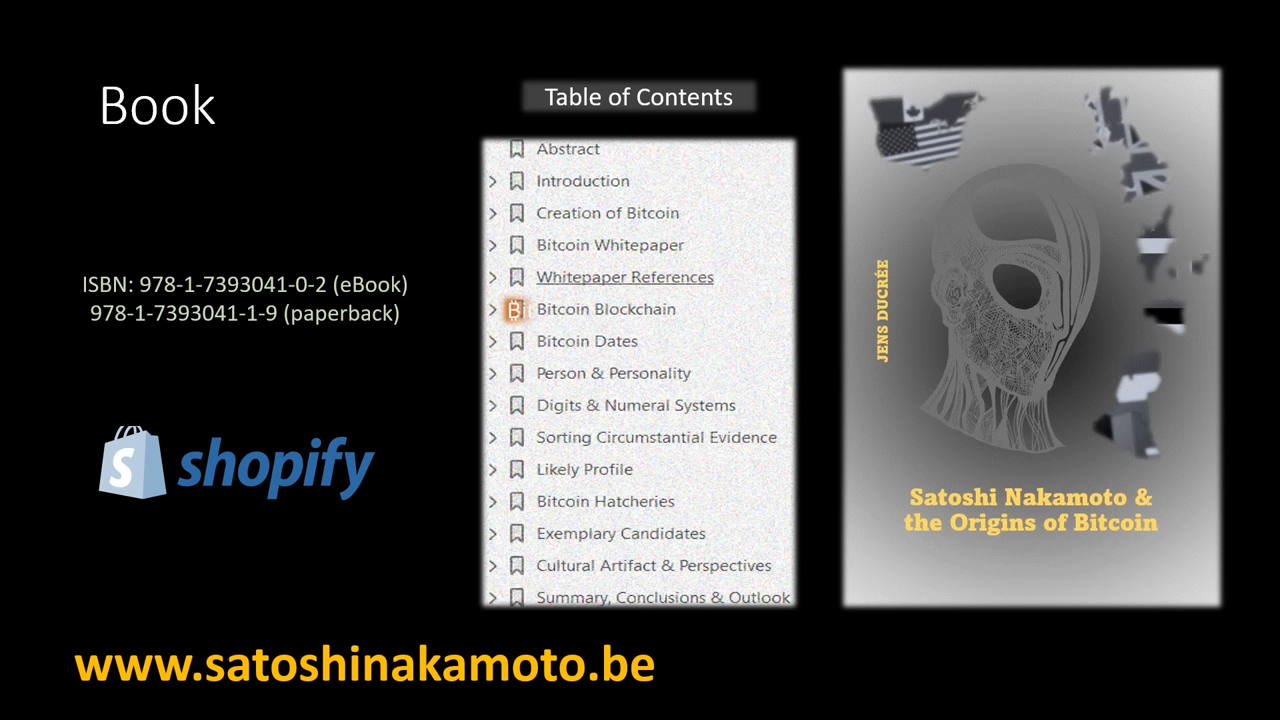 Book
ISBN: 978-1-7393041-0-2 (eBook)
978-1-7393041-1-9 (paperback)
shopify
www.satoshinakamoto.be
Table of Contents
Abstract
Introduction
Creation of Bitcoin
Bitcoin Whitepaper
Whitepaper References
Bitcoin Blockchain
Bitcoin Dates
Person & Personality
Digits & Numeral Systems
Sorting Circumstantial Evidence
Likely Profile
Bitcoin Hatcheries
Exemplary Candidates
Cultural Artifact & Perspectives
Summary, Conclusions & Outlook
JENS DUCRÉE
Satoshi Nakamoto &
the Origins of Bitcoin